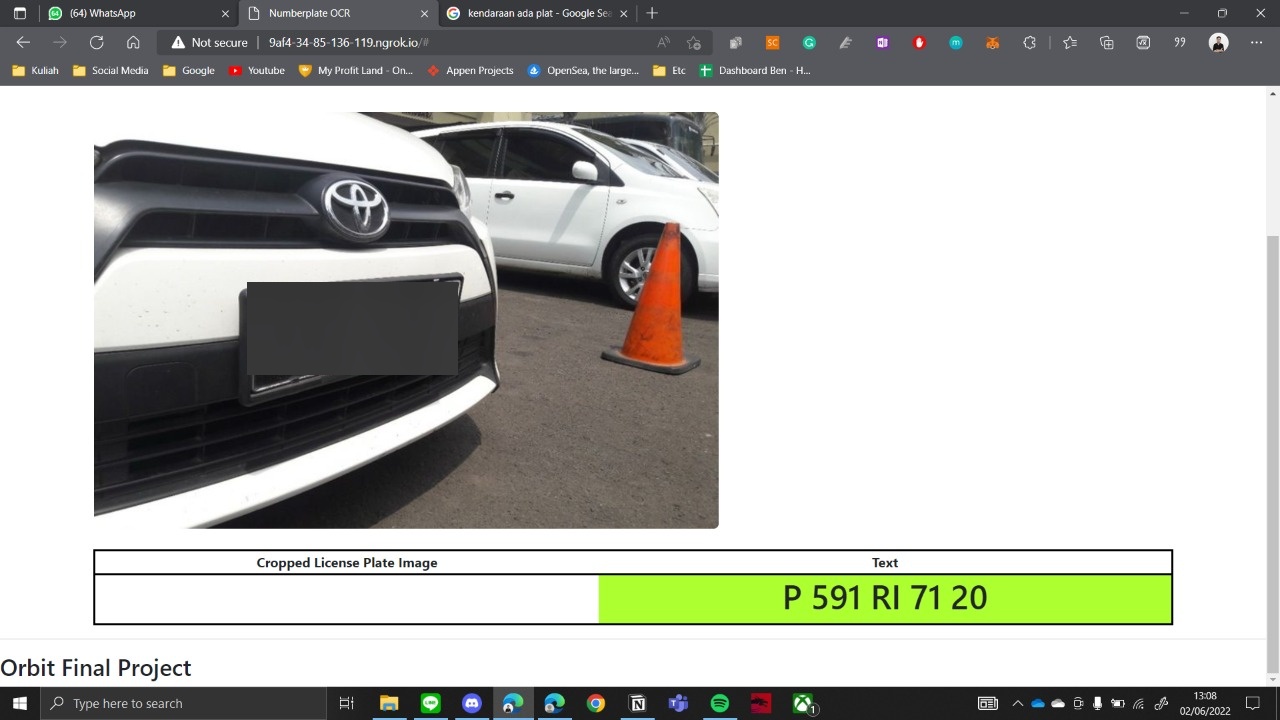 (64) WhatsApp
Numberplate OCR
kendaraan ada plat - Google Sea
Not secure | 9af4-34-85-136-119.ngrok.io/#
Kuliah
Social Media
Google
Youtube
My Profit Land - On...
Appen Projects
OpenSea, the large...
Etc
Dashboard Ben - H...
Cropped License Plate Image
Text
P 591 RI 71 20
Orbit Final Project
Type here to search
13:08
02/06/2022